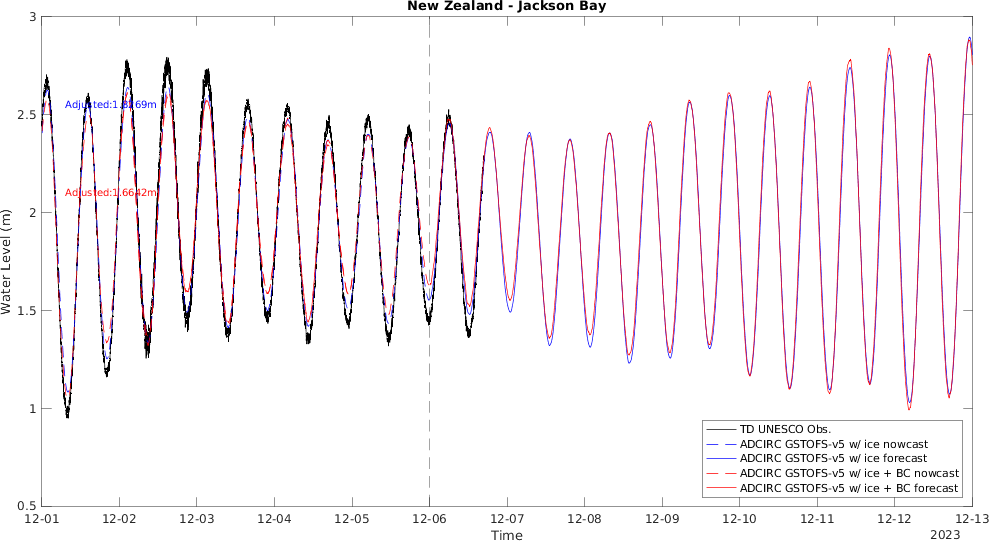 New Zealand - Jackson Bay
3
2.5
2
1.5
1
0.5
Water Level (m)
Adjusted:1.6642m
TD UNESCO Obs.
ADCIRC GSTOFS-v5 w/ ice nowcast
ADCIRC GSTOFS-v5 w/ ice forecast
ADCIRC GSTOFS-v5 w/ ice + BC nowcast
ADCIRC GSTOFS-v5 w/ ice + BC forecast
12-01 12-02 12-03 12-04 12-05 12-06 12-07 12-08 12-09 12-10 12-11 12-12 12-13
Time
2023